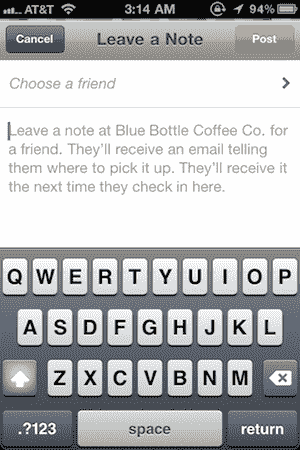 AT&T 3:14 AM 94%
Cancel Leave a Note Post
Choose a friend
Leave a note at Blue Bottle Coffee Co. for
a friend. They'll receive an email telling
them where to pick it up. They'll receive it
the next time they check in here.
Q W E R T Y U I O P
A S D F G H J K L
Z X C V B N M
.?123 space return